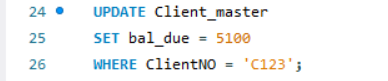 24 UPDATE Client_master
25 SET bal_due = 5100
26 WHERE ClientNO = 'C123';